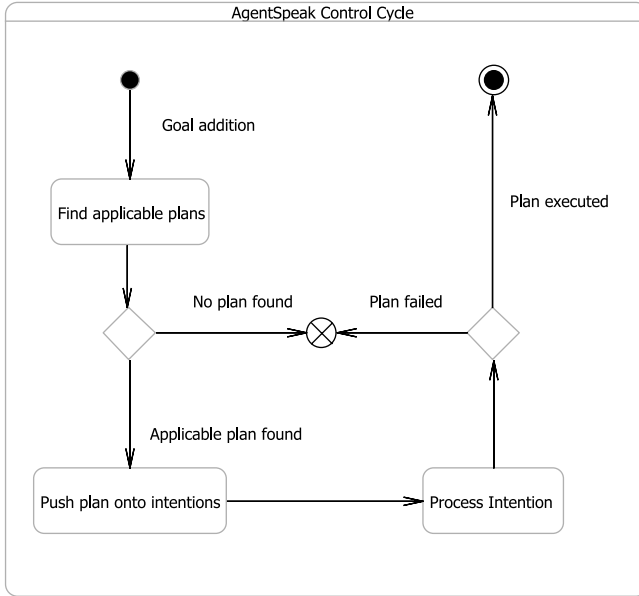 AgentSpeak Control Cycle
Goal addition
Find applicable plans
Plan executed
No plan found
Plan failed
Applicable plan found
Push plan onto intentions
Process Intention